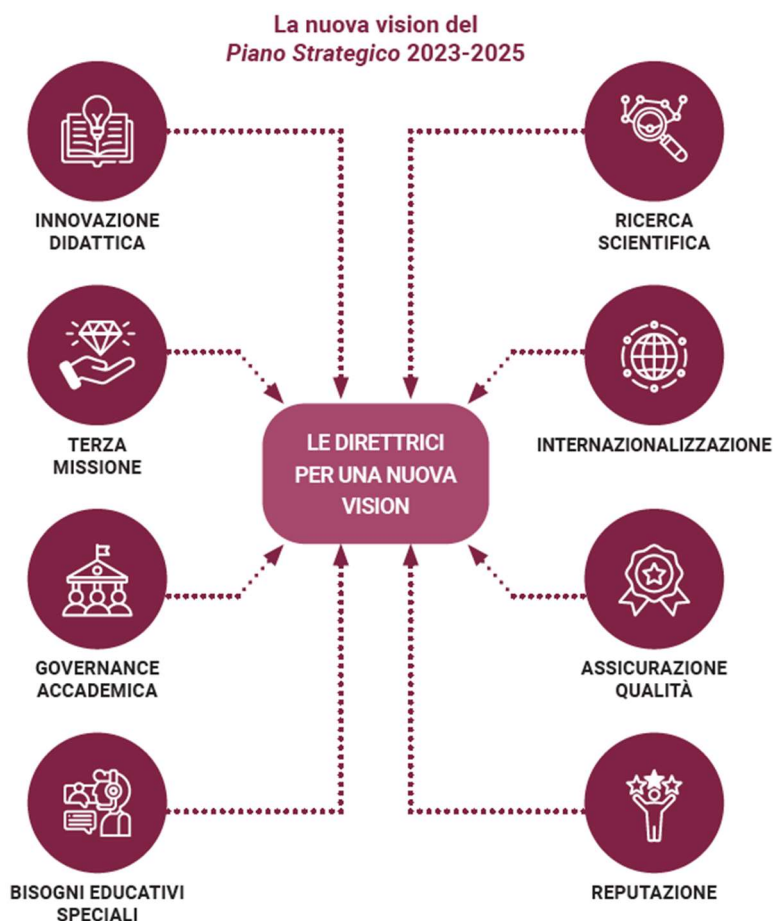 La nuova vision del
Piano Strategico 2023-2025
INNOVAZIONE
DIDATTICA
RICERCA
SCIENTIFICA
TERZA
MISSIONE
INTERNAZIONALIZZAZIONE
LE DIRETTRICI
PER UNA NUOVA
VISION
GOVERNANCE
ACCADEMICA
ASSICURAZIONE
QUALITÀ
BISOGNI EDUCATIVI
SPECIALI
REPUTAZIONE